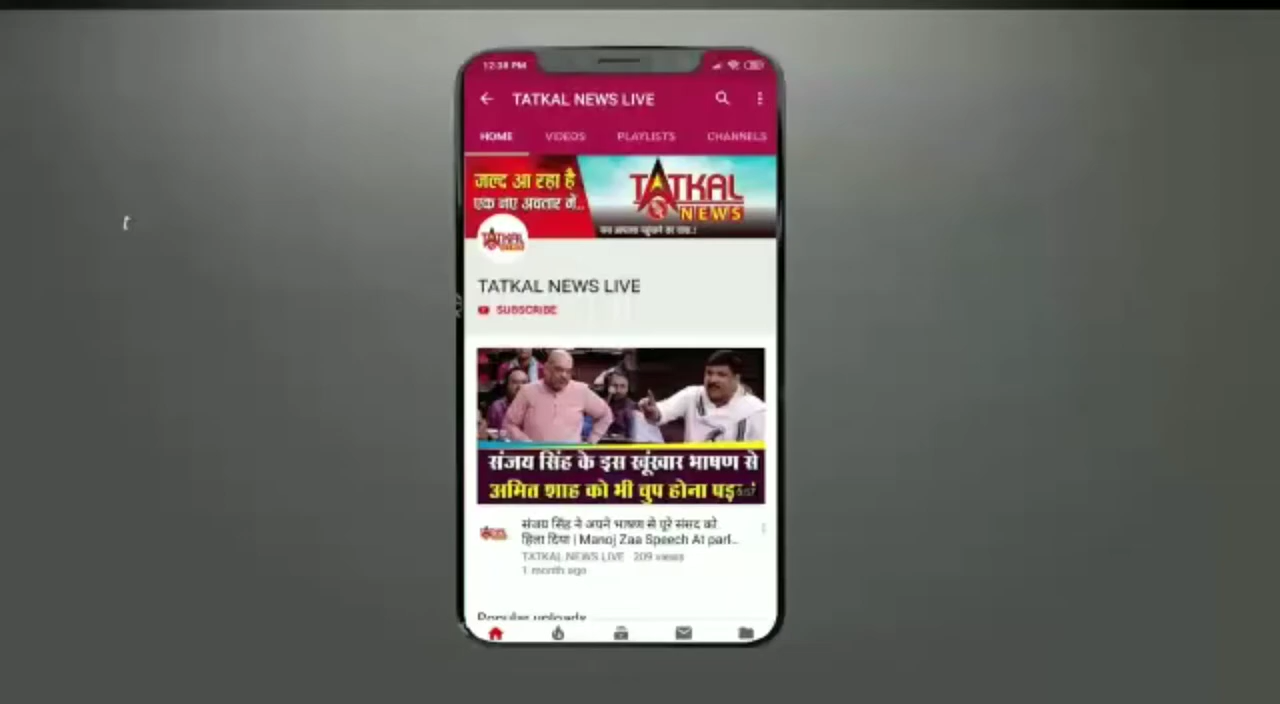 t
12:38 PM
TATKAL NEWS LIVE
HOME VIDEOS PLAYLISTS CHANNELS
जल्द आ रहा है
एक नए अवतार में..
TATKAL
NEWS
TATKAL
TATKAL NEWS LIVE
SUBSCRIBE
संजय सिंह के इस खूंखार भाषण से
अमित शाह को भी चुप होना पड़
संजय सिंह ने अपने भाषण से पूरे संसद को
हिला दिया | Manoj Zaa Speech At parl...
TATKAL NEWS LIVE 209 views
1 month ago
Popular uploads